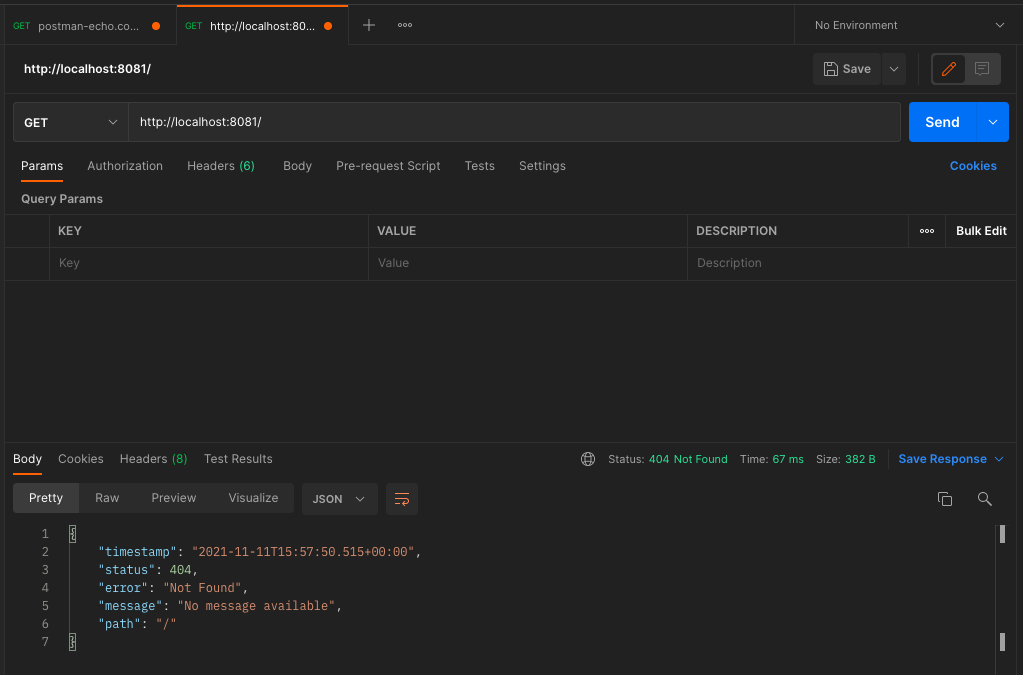 GET postman-echo.co... GET http://localhost:80... No Environment
http://localhost:8081/ Save
GET http://localhost:8081/ Send
Params Authorization Headers (6) Body Pre-request Script Tests Settings Cookies
Query Params
KEY VALUE DESCRIPTION Bulk Edit
Key Value Description
Body Cookies Headers (8) Test Results Status: 404 Not Found Time: 67 ms Size: 382 B Save Response
Pretty Raw Preview Visualize JSON
1 {
2 "timestamp": "2021-11-11T15:57:50.515+00:00",
3 "status": 404,
4 "error": "Not Found",
5 "message": "No message available",
6 "path": "/"
7 }